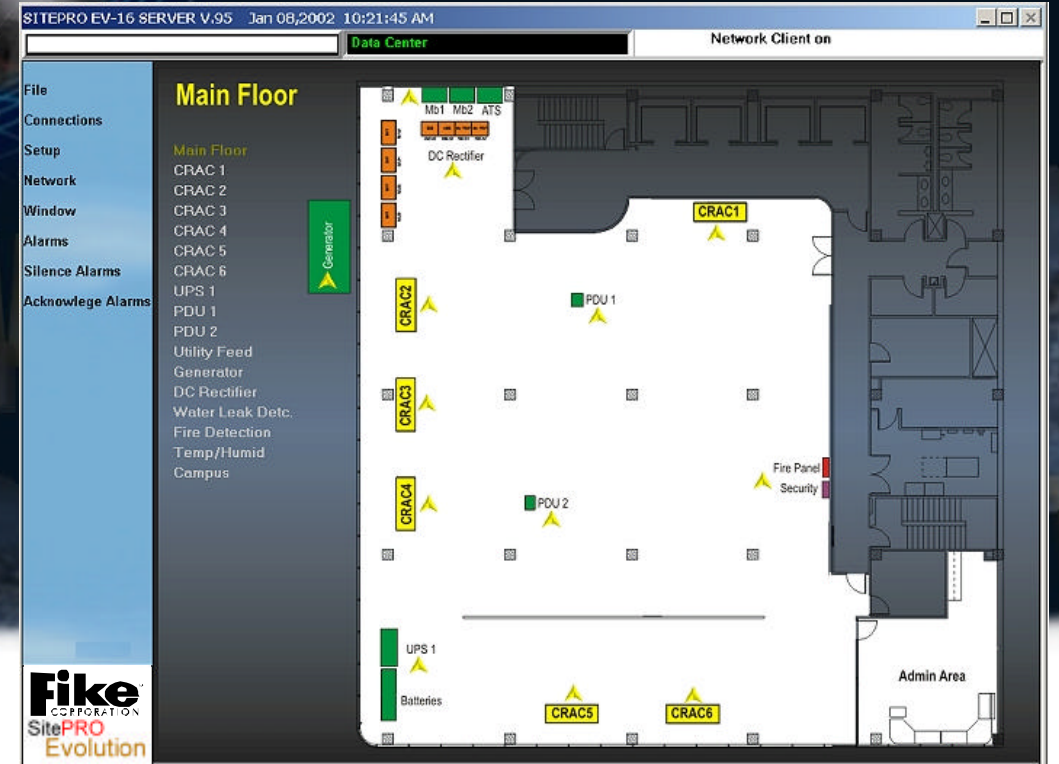 SITEPRO EV-16 SERVER V.95 Jan 08,2002 10:21:45 AM
Data Center
Network Client on
File
Connections
Setup
Network
Window
Alarms
Silence Alarms
Acknowlege Alarms
Main Floor
Main Floor
CRAC 1
CRAC 2
CRAC 3
CRAC 4
CRAC 5
CRAC 6
UPS 1
PDU 1
PDU 2
Utility Feed
Generator
DC Rectifier
Water Leak Detc.
Fire Detection
Temp/Humid
Campus
Mb1 Mb2 ATS
DC Rectifier
Generator
CRAC1
CRAC2
PDU 1
CRAC3
CRAC4
PDU 2
Fire Panel
Security
UPS 1
Batteries
CRAC5
CRAC6
Admin Area
Fike
CORPORATION
SitePRO
Evolution